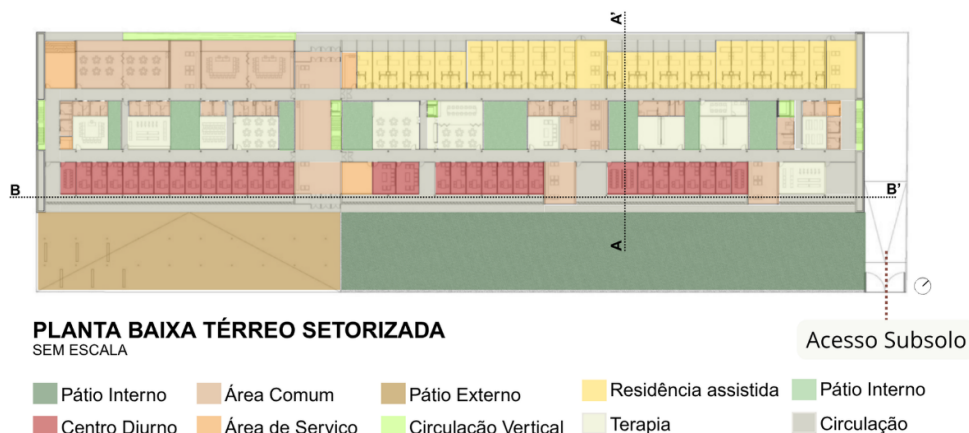 A'
B
B'
A
PLANTA BAIXA TÉRREO SETORIZADA
SEM ESCALA
Acesso Subsolo
Pátio Interno
Área Comum
Pátio Externo
Residência assistida
Pátio Interno
Centro Diurno
Área de Serviço
Circulação Vertical
Terapia
Circulação